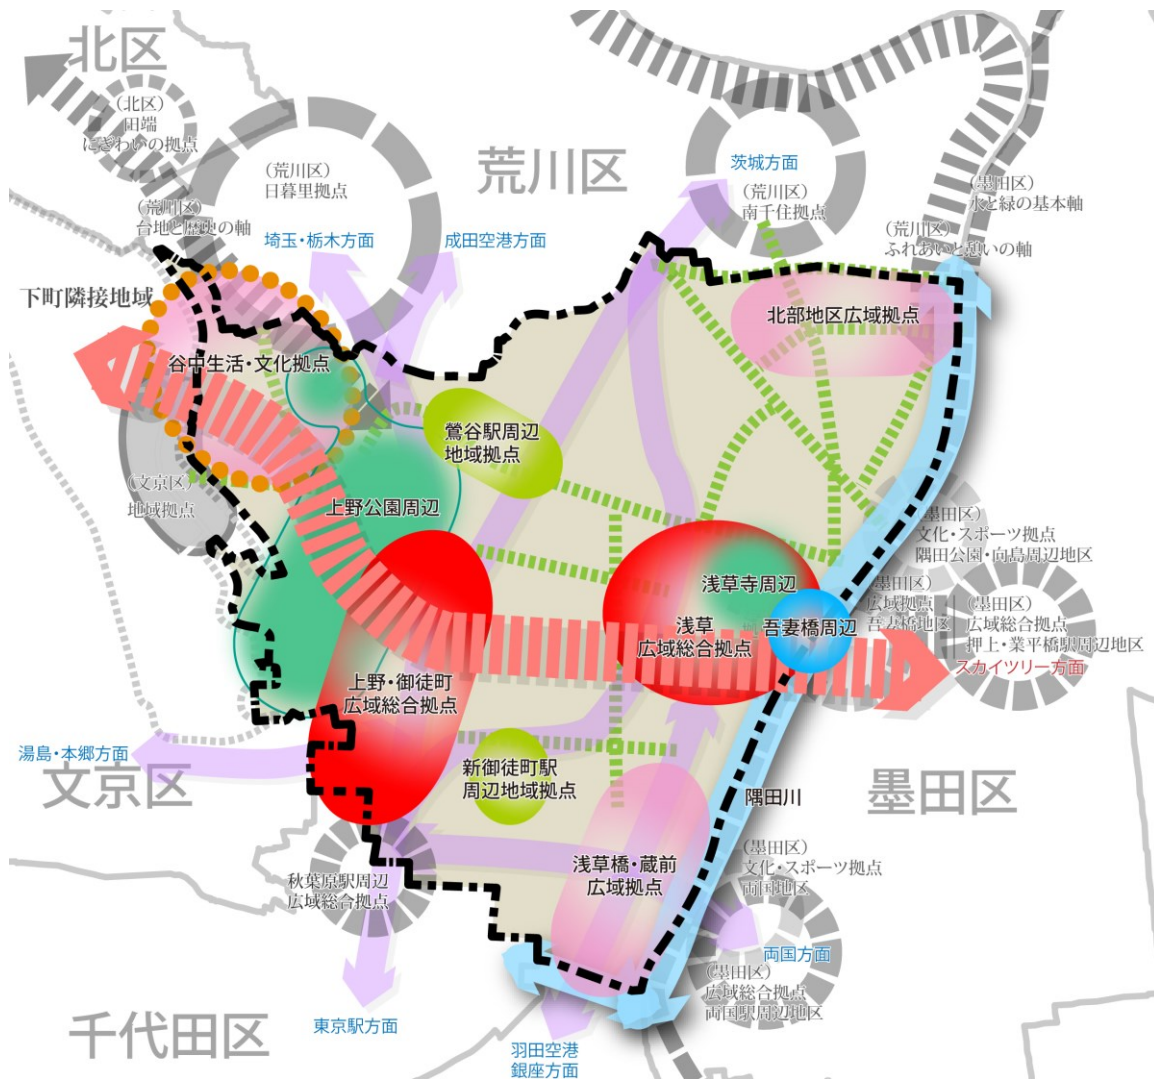 北区
（北区）
田端
にぎわいの拠点
（荒川区）
日暮里拠点
荒川区
茨城方面
（荒川区）
南千住拠点
（墨田区）
水と緑の基本軸
（荒川区）
台地と歴史の軸
埼玉・栃木方面
成田空港方面
（荒川区）
ふれあいと憩いの軸
下町隣接地域
北部地区広域拠点
谷中生活・文化拠点
鶯谷駅周辺
地域拠点
（文京区）
地域拠点
上野公園周辺
（墨田区）
文化・スポーツ拠点
隅田公園・向島周辺地区
浅草寺周辺
（墨田区）
広域拠点
吾妻橋地区
（墨田区）
広域総合拠点
押上・業平橋駅周辺地区
浅草
広域総合拠点
吾妻橋周辺
スカイツリー方面
上野・御徒町
広域総合拠点
湯島・本郷方面
文京区
新御徒町駅
周辺地域拠点
隅田川
墨田区
（墨田区）
文化・スポーツ拠点
両国地区
浅草橋・蔵前
広域拠点
秋葉原駅周辺
広域総合拠点
両国方面
（墨田区）
広域総合拠点
両国駅周辺地区
千代田区
東京駅方面
羽田空港
銀座方面